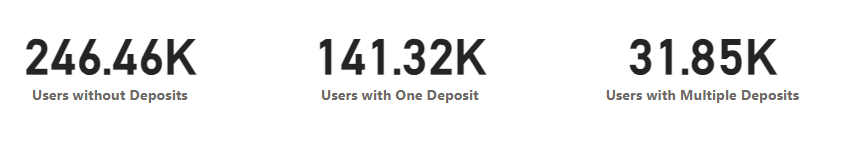 246.46K 141.32K 31.85K
Users without Deposits Users with One Deposit Users with Multiple Deposits